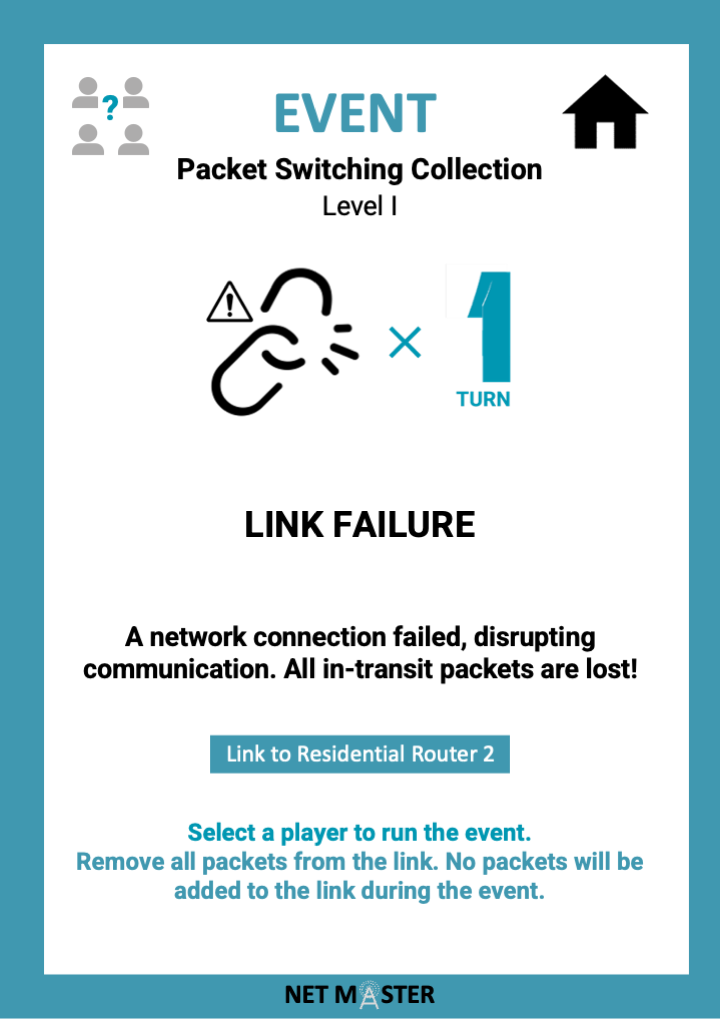 ?
EVENT
Packet Switching Collection
Level I
!
× 1
TURN
LINK FAILURE
A network connection failed, disrupting
communication. All in-transit packets are lost!
Link to Residential Router 2
Select a player to run the event.
Remove all packets from the link. No packets will be
added to the link during the event.
NET MASTER